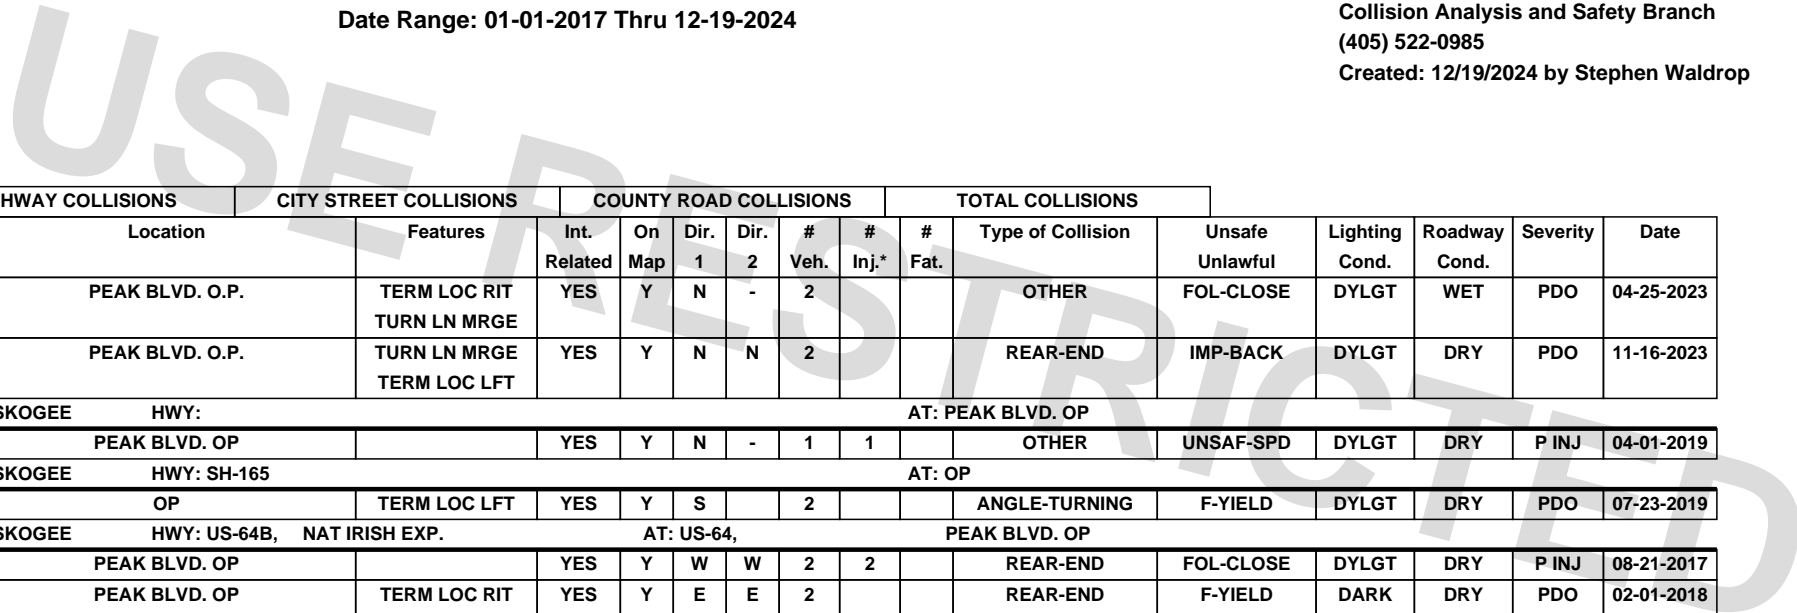 Date Range: 01-01-2017 Thru 12-19-2024
Collision Analysis and Safety Branch
(405) 522-0985
Created: 12/19/2024 by Stephen Waldrop
USE RESTRICTED
HWAY COLLISIONS CITY STREET COLLISIONS COUNTY ROAD COLLISIONS TOTAL COLLISIONS
Location Features Int. On Dir. Dir. # # # Type of Collision Unsafe Lighting Roadway Severity Date
Related Map 1 2 Veh. Inj.* Fat. Unlawful Cond. Cond.
PEAK BLVD. O.P. TERM LOC RIT YES Y N - 2 OTHER FOL-CLOSE DYLGT WET PDO 04-25-2023
TURN LN MRGE
PEAK BLVD. O.P. TURN LN MRGE YES Y N N 2 REAR-END IMP-BACK DYLGT DRY PDO 11-16-2023
TERM LOC LFT
SKOGEE HWY: AT: PEAK BLVD. OP
PEAK BLVD. OP YES Y N - 1 1 OTHER UNSAF-SPD DYLGT DRY P INJ 04-01-2019
SKOGEE HWY: SH-165 AT: OP
OP TERM LOC LFT YES Y S 2 ANGLE-TURNING F-YIELD DYLGT DRY PDO 07-23-2019
SKOGEE HWY: US-64B, NAT IRISH EXP. AT: US-64, PEAK BLVD. OP
PEAK BLVD. OP YES Y W W 2 2 REAR-END FOL-CLOSE DYLGT DRY P INJ 08-21-2017
PEAK BLVD. OP TERM LOC RIT YES Y E E 2 REAR-END F-YIELD DARK DRY PDO 02-01-2018